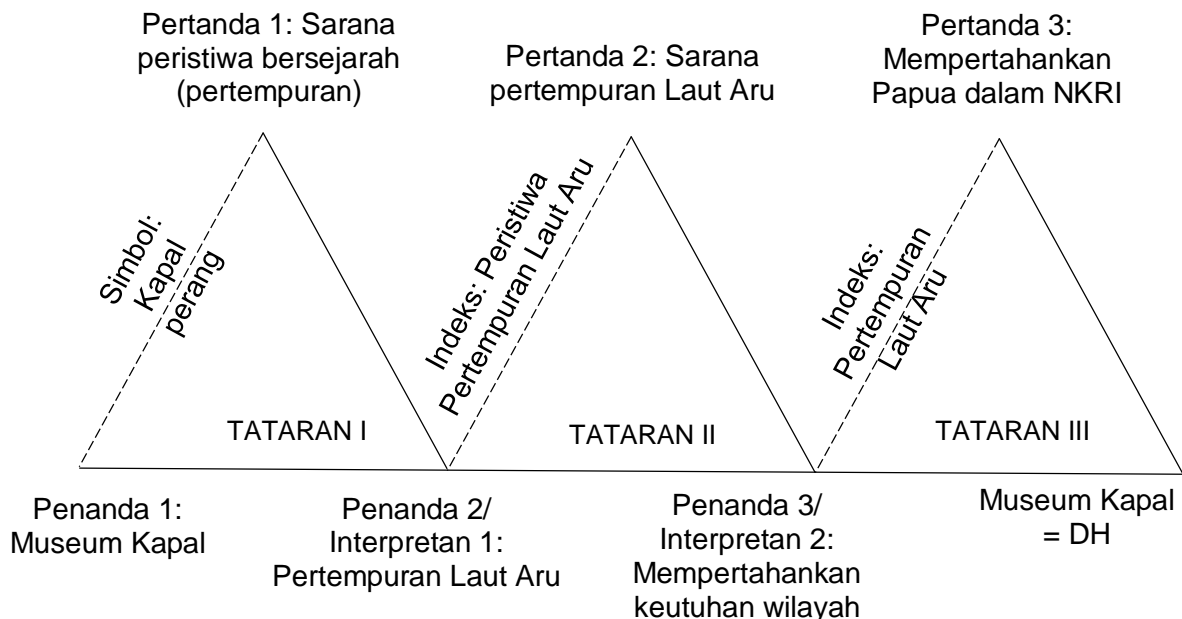 Pertanda 1: Sarana
peristiwa bersejarah
(pertempuran)
Pertanda 2: Sarana
pertempuran Laut Aru
Pertanda 3:
Mempertahankan
Papua dalam NKRI
Simbol:
Kapal
perang
Indeks: Peristiwa
Pertempuran Laut Aru
Indeks:
Pertempuran
Laut Aru
TATARAN I
TATARAN II
TATARAN III
Penanda 1:
Museum Kapal
Penanda 2/
Interpretan 1:
Pertempuran Laut Aru
Penanda 3/
Interpretan 2:
Mempertahankan
keutuhan wilayah
Museum Kapal
= DH